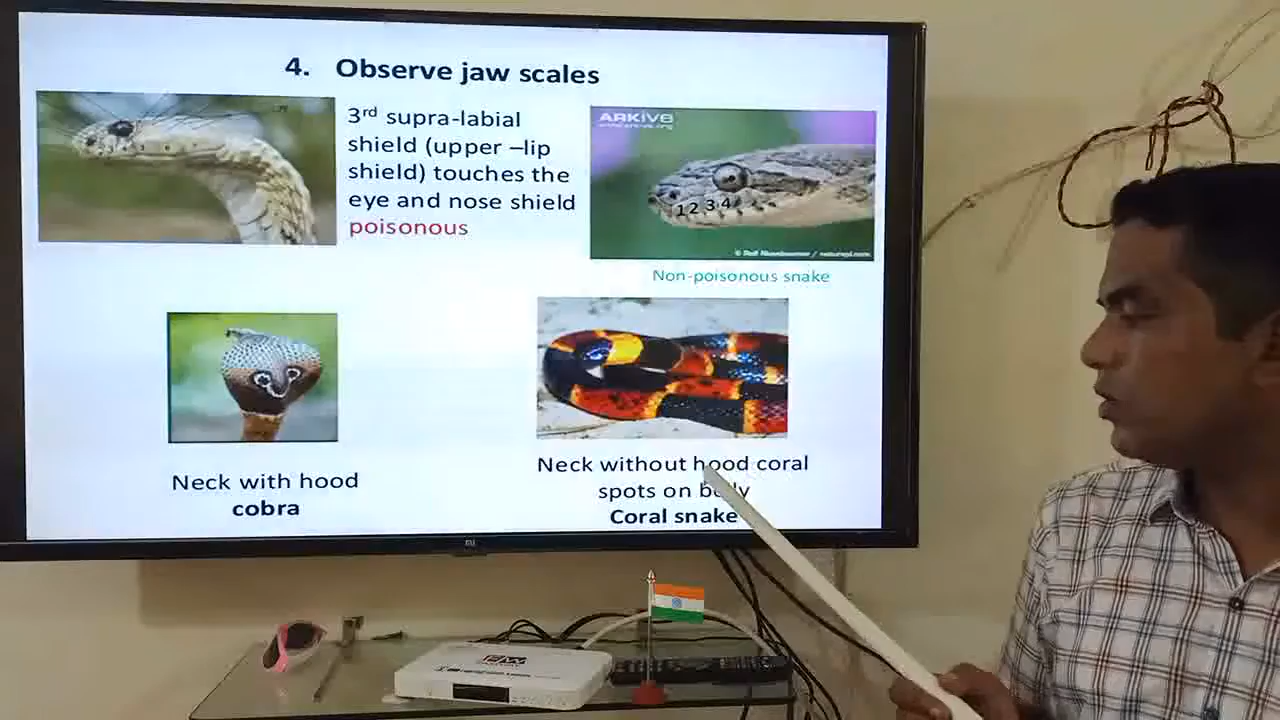 4. Observe jaw scales
3rd supra-labial
shield (upper –lip
shield) touches the
eye and nose shield
poisonous
ARKIVE
1 2 3 4
Non-poisonous snake
Neck with hood
cobra
Neck without hood coral
spots on body
Coral snake
mi